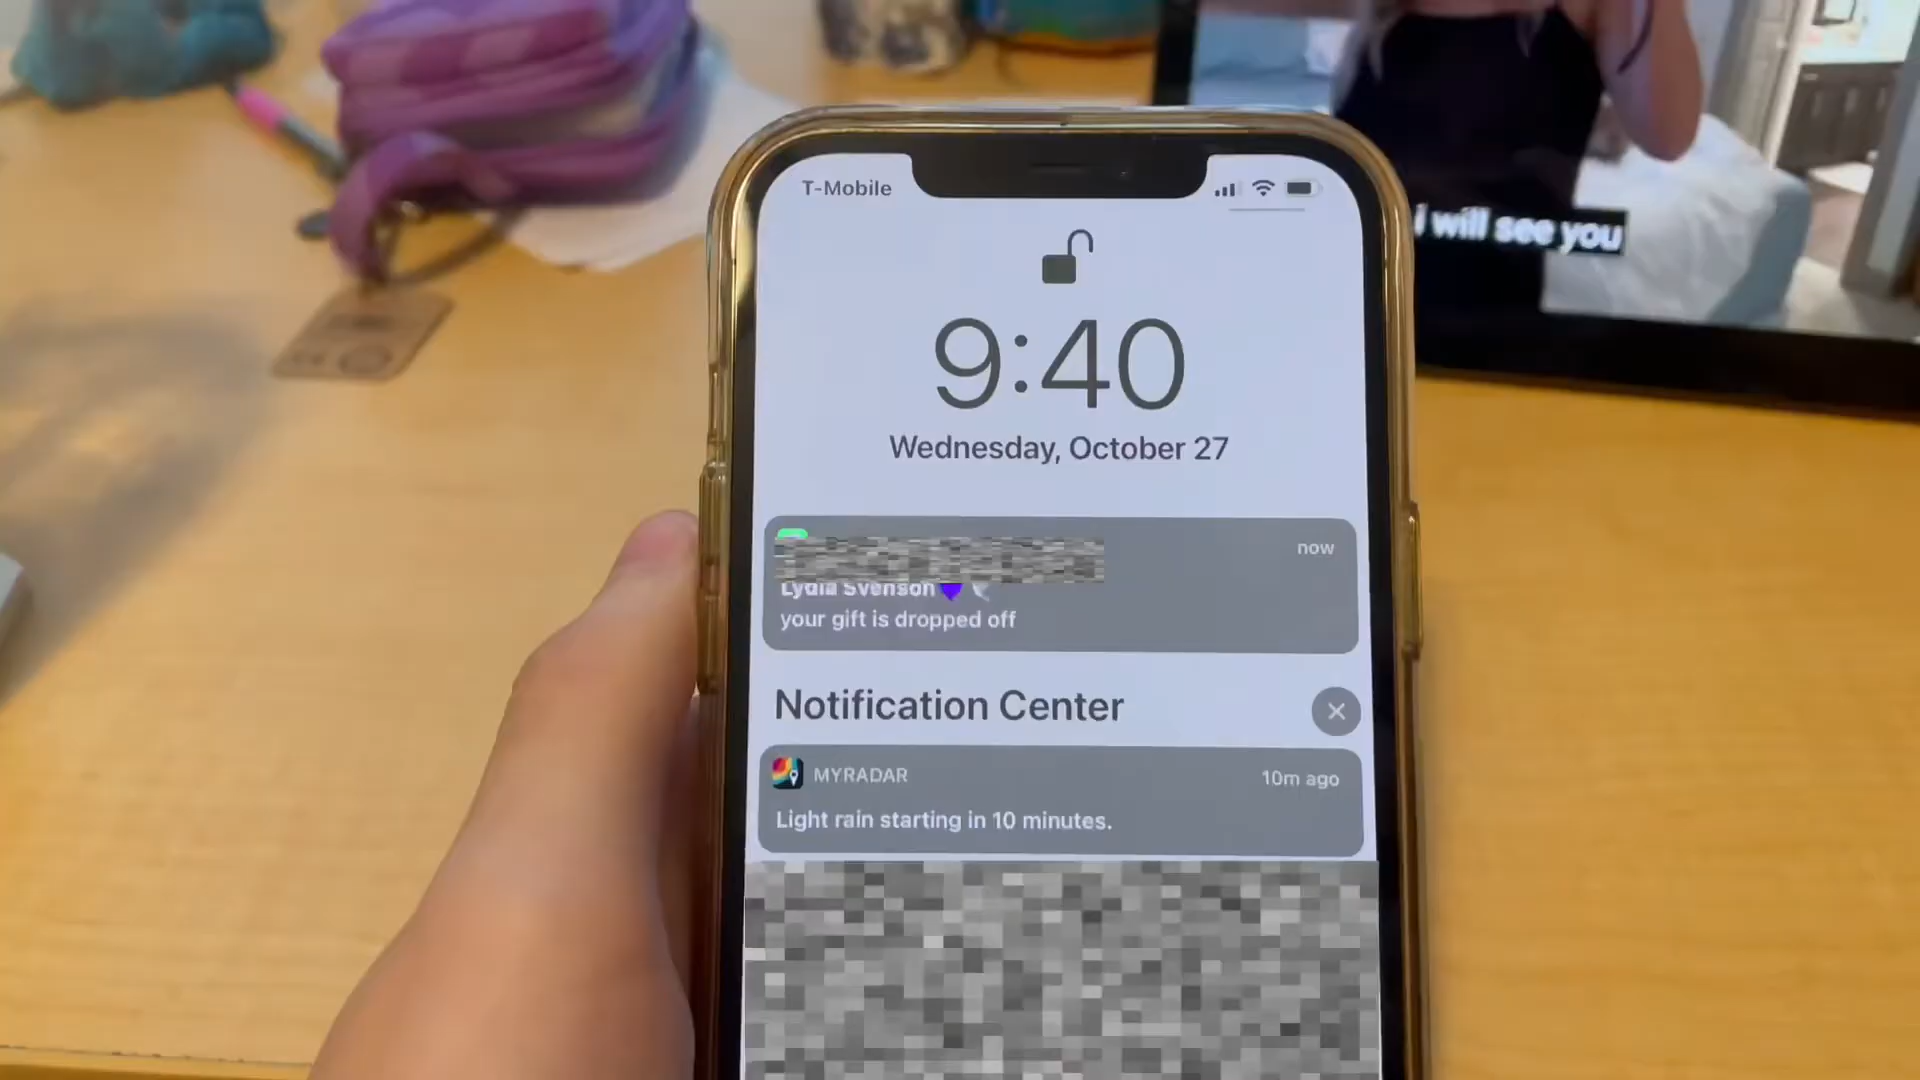 T-Mobile
i will see you
9:40
Wednesday, October 27
now
Lydia Svenson
your gift is dropped off
Notification Center
MYRADAR
10m ago
Light rain starting in 10 minutes.